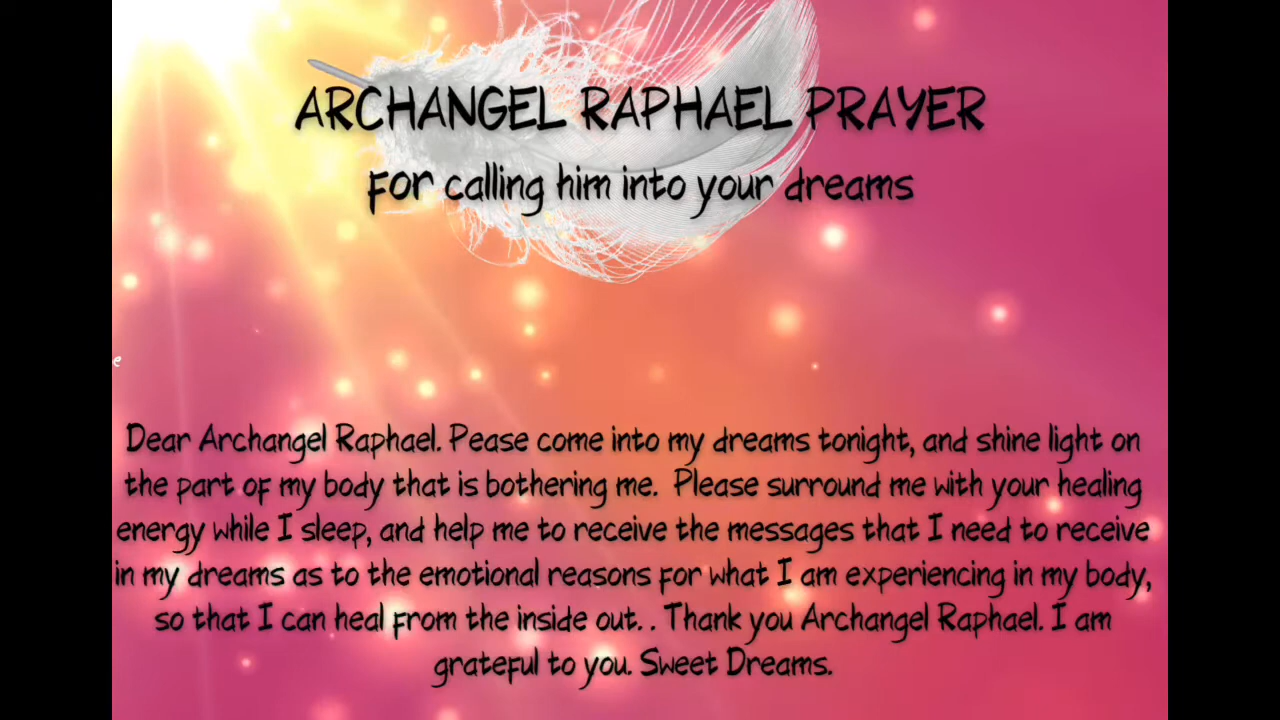 ARCHANGEL RAPHAEL PRAYER
For calling him into your dreams
e
Dear Archangel Raphael. Pease come into my dreams tonight, and shine light on
the part of my body that is bothering me.  Please surround me with your healing
energy while I sleep, and help me to receive the messages that I need to receive
in my dreams as to the emotional reasons for what I am experiencing in my body,
so that I can heal from the inside out. . Thank you Archangel Raphael. I am
grateful to you. Sweet Dreams.